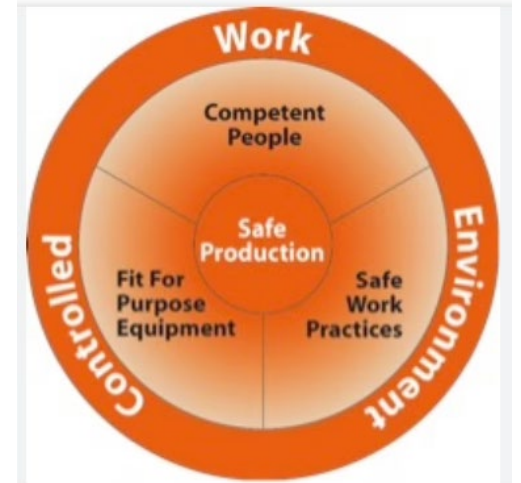 Work
Competent
People
Safe
Production
Fit For
Purpose
Equipment
Safe
Work
Practices
Controlled
Environment